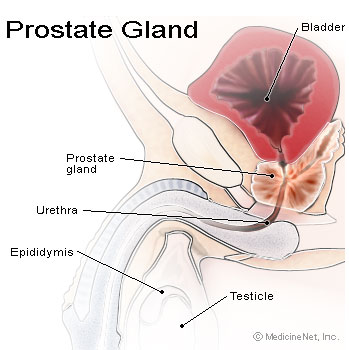 Prostate Gland
Bladder
Prostate
gland
Urethra
Epididymis
Testicle
© MedicineNet, Inc.